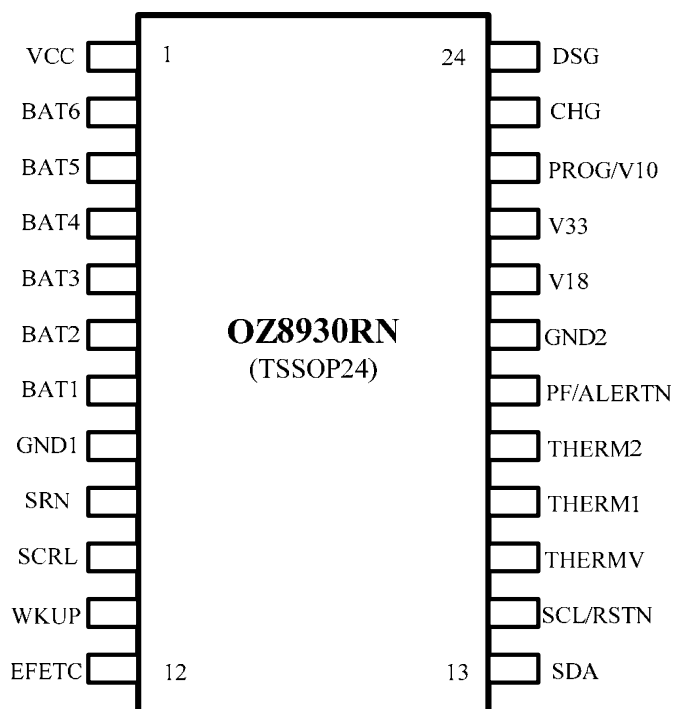 VCC 1 24 DSG
BAT6 CHG
BAT5 PROG/V10
BAT4 V33
BAT3 V18
BAT2 OZ8930RN GND2
(TSSOP24)
BAT1 PF/ALERTN
GND1 THERM2
SRN THERM1
SCRL THERMV
WKUP SCL/RSTN
EFETC 12 13 SDA